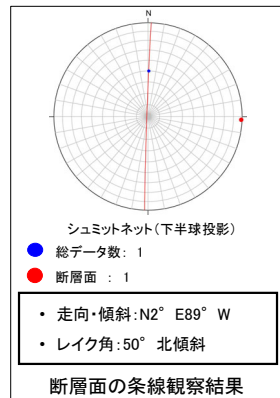 N
シュミットネット(下半球投影)
総データ数: 1
断層面 : 1
• 走向・傾斜:N2° E89° W
• レイク角:50° 北傾斜
断層面の条線観察結果